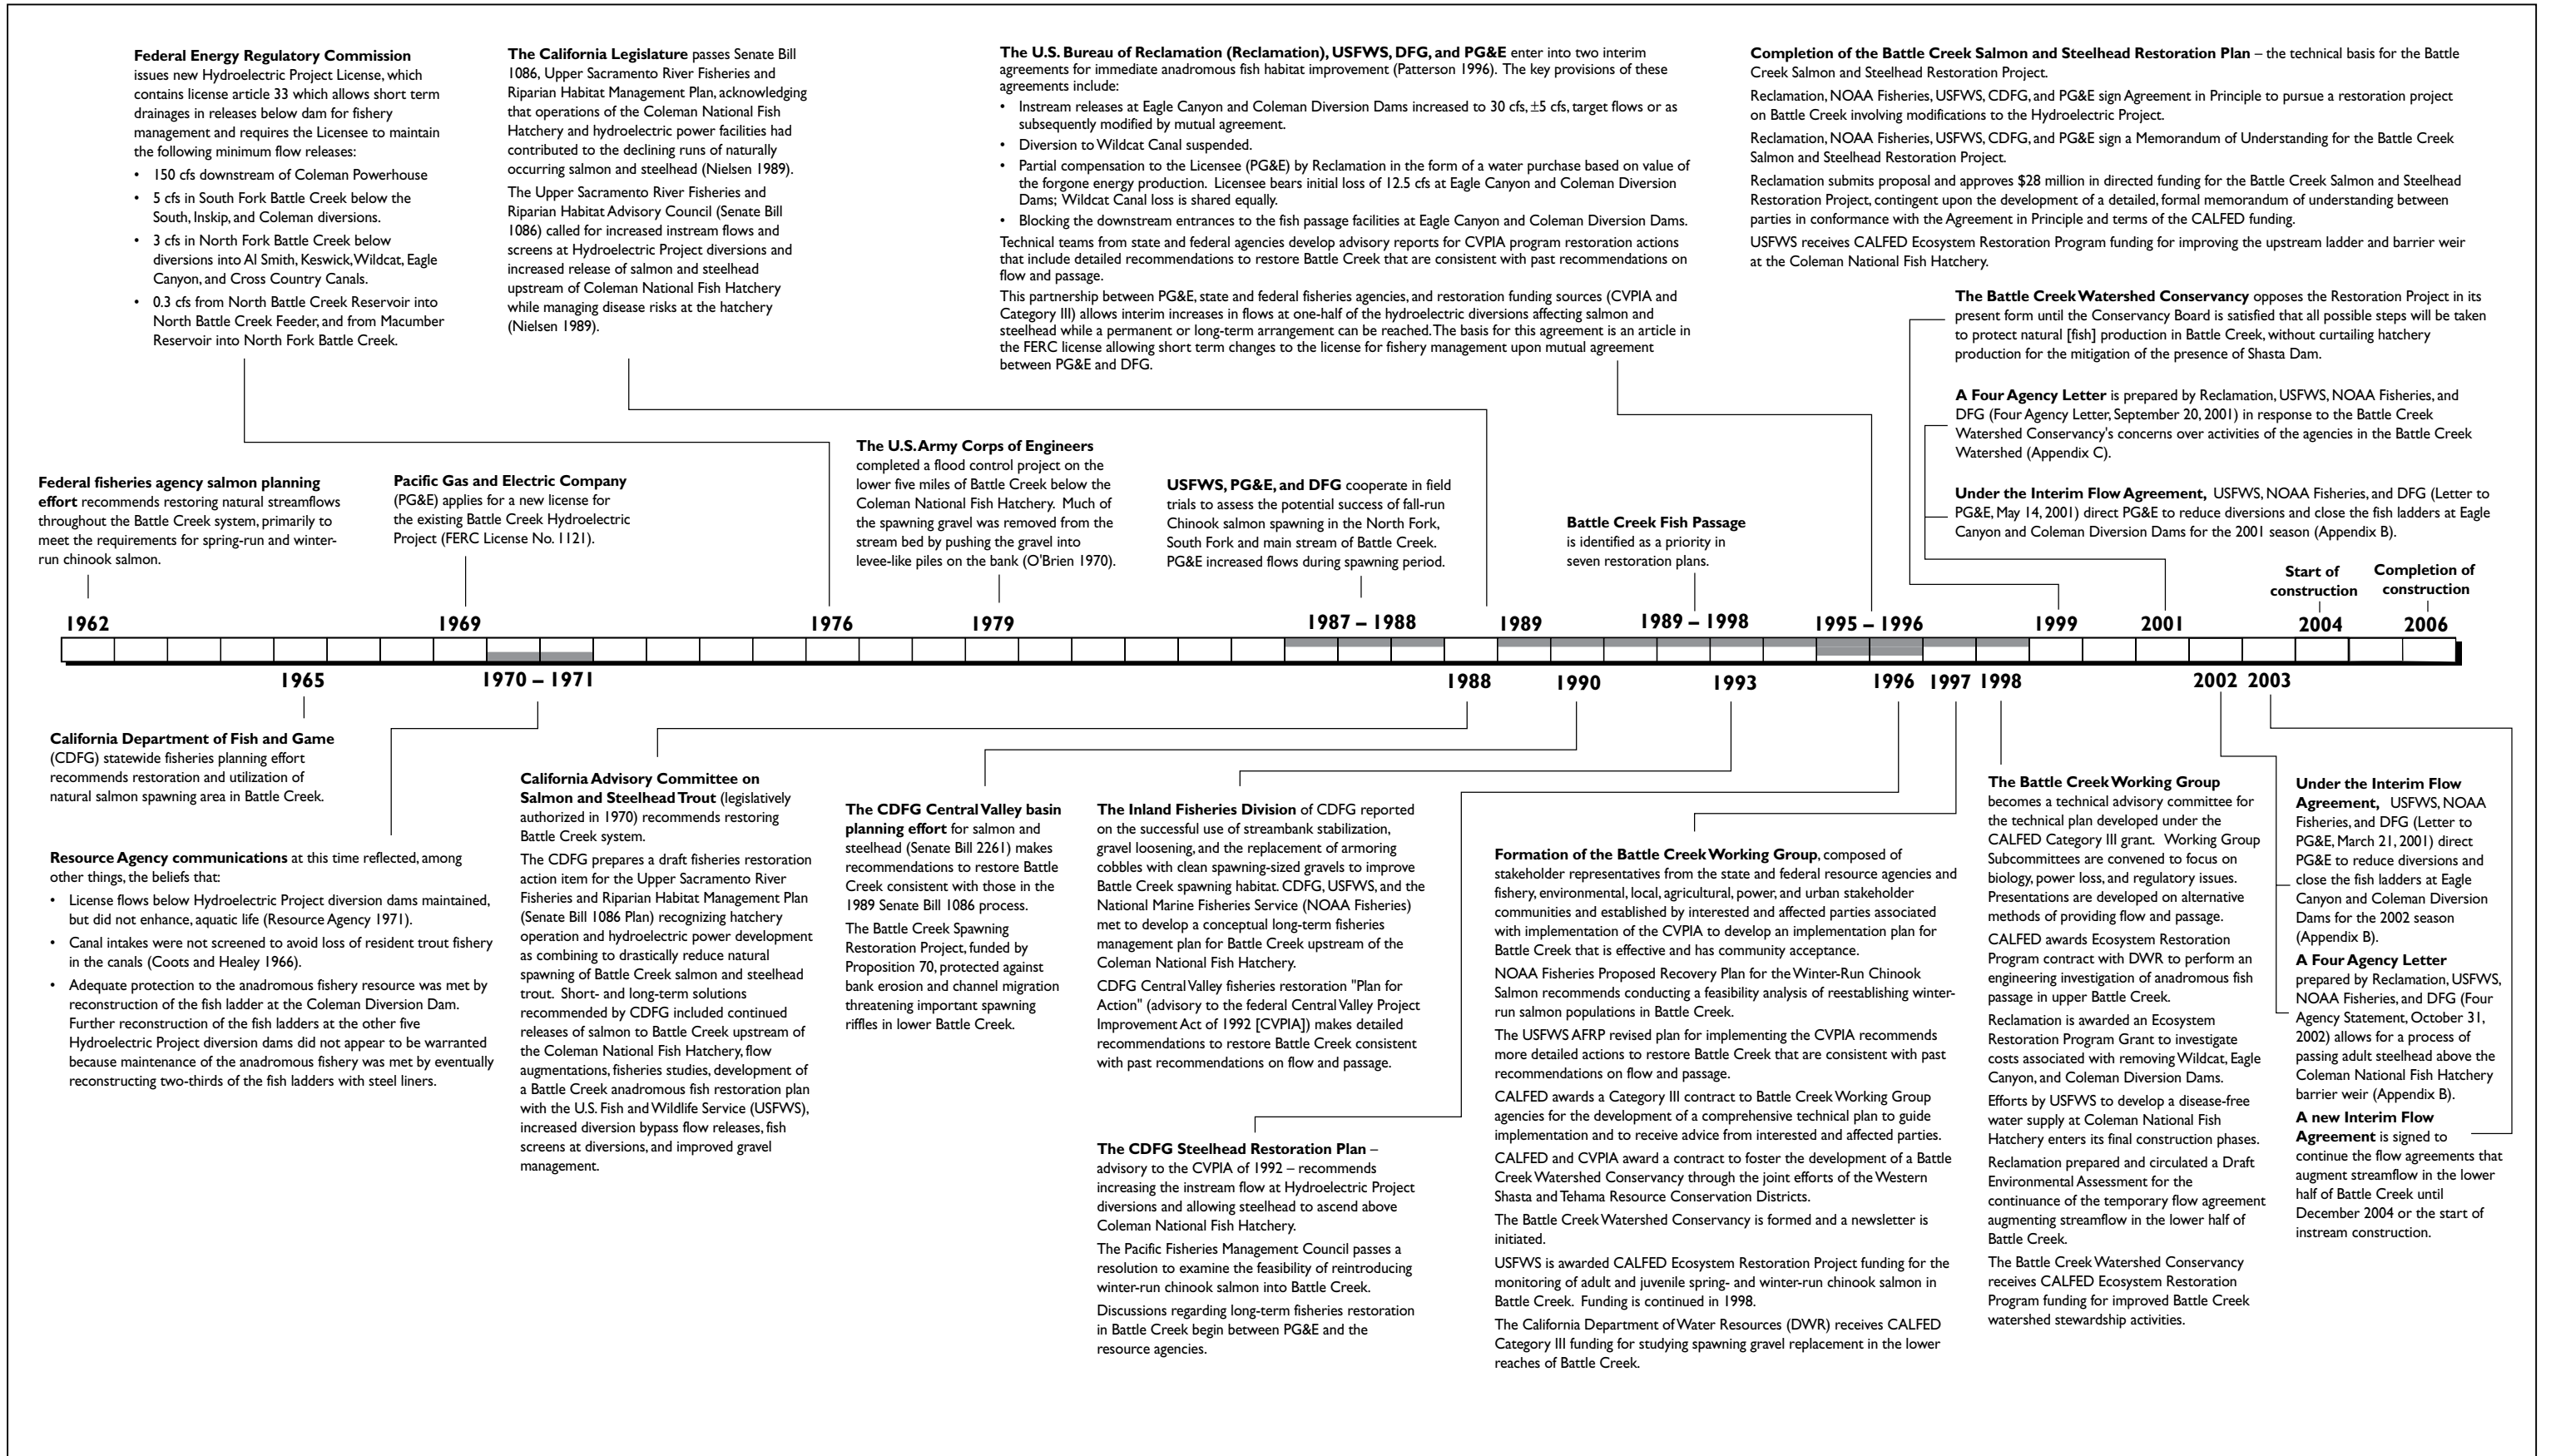 Federal Energy Regulatory Commission
issues new Hydroelectric Project License, which
contains license article 33 which allows short term
drainages in releases below dam for fishery
management and requires the Licensee to maintain
the following minimum flow releases:
• 150 cfs downstream of Coleman Powerhouse
• 5 cfs in South Fork Battle Creek below the
South, Inskip, and Coleman diversions.
• 3 cfs in North Fork Battle Creek below
diversions into Al Smith, Keswick, Wildcat, Eagle
Canyon, and Cross Country Canals.
• 0.3 cfs from North Battle Creek Reservoir into
North Battle Creek Feeder, and from Macumber
Reservoir into North Fork Battle Creek.
The California Legislature passes Senate Bill
1086, Upper Sacramento River Fisheries and
Riparian Habitat Management Plan, acknowledging
that operations of the Coleman National Fish
Hatchery and hydroelectric power facilities had
contributed to the declining runs of naturally
occurring salmon and steelhead (Nielsen 1989).
The Upper Sacramento River Fisheries and
Riparian Habitat Advisory Council (Senate Bill
1086) called for increased instream flows and
screens at Hydroelectric Project diversions and
increased release of salmon and steelhead
upstream of Coleman National Fish Hatchery
while managing disease risks at the hatchery
(Nielsen 1989).
The U.S. Bureau of Reclamation (Reclamation), USFWS, DFG, and PG&E enter into two interim
agreements for immediate anadromous fish habitat improvement (Patterson 1996). The key provisions of these
agreements include:
• Instream releases at Eagle Canyon and Coleman Diversion Dams increased to 30 cfs, ±5 cfs, target flows or as
subsequently modified by mutual agreement.
• Diversion to Wildcat Canal suspended.
• Partial compensation to the Licensee (PG&E) by Reclamation in the form of a water purchase based on value of
the forgone energy production. Licensee bears initial loss of 12.5 cfs at Eagle Canyon and Coleman Diversion
Dams; Wildcat Canal loss is shared equally.
• Blocking the downstream entrances to the fish passage facilities at Eagle Canyon and Coleman Diversion Dams.
Technical teams from state and federal agencies develop advisory reports for CVPIA program restoration actions
that include detailed recommendations to restore Battle Creek that are consistent with past recommendations on
flow and passage.
This partnership between PG&E, state and federal fisheries agencies, and restoration funding sources (CVPIA and
Category III) allows interim increases in flows at one-half of the hydroelectric diversions affecting salmon and
steelhead while a permanent or long-term arrangement can be reached. The basis for this agreement is an article in
the FERC license allowing short term changes to the license for fishery management upon mutual agreement
between PG&E and DFG.
Completion of the Battle Creek Salmon and Steelhead Restoration Plan – the technical basis for the Battle
Creek Salmon and Steelhead Restoration Project.
Reclamation, NOAA Fisheries, USFWS, CDFG, and PG&E sign Agreement in Principle to pursue a restoration project
on Battle Creek involving modifications to the Hydroelectric Project.
Reclamation, NOAA Fisheries, USFWS, CDFG, and PG&E sign a Memorandum of Understanding for the Battle Creek
Salmon and Steelhead Restoration Project.
Reclamation submits proposal and approves $28 million in directed funding for the Battle Creek Salmon and Steelhead
Restoration Project, contingent upon the development of a detailed, formal memorandum of understanding between
parties in conformance with the Agreement in Principle and terms of the CALFED funding.
USFWS receives CALFED Ecosystem Restoration Program funding for improving the upstream ladder and barrier weir
at the Coleman National Fish Hatchery.
The Battle Creek Watershed Conservancy opposes the Restoration Project in its
present form until the Conservancy Board is satisfied that all possible steps will be taken
to protect natural [fish] production in Battle Creek, without curtailing hatchery
production for the mitigation of the presence of Shasta Dam.
A Four Agency Letter is prepared by Reclamation, USFWS, NOAA Fisheries, and
DFG (Four Agency Letter, September 20, 2001) in response to the Battle Creek
Watershed Conservancy's concerns over activities of the agencies in the Battle Creek
Watershed (Appendix C).
Under the Interim Flow Agreement, USFWS, NOAA Fisheries, and DFG (Letter to
PG&E, May 14, 2001) direct PG&E to reduce diversions and close the fish ladders at Eagle
Canyon and Coleman Diversion Dams for the 2001 season (Appendix B).
Federal fisheries agency salmon planning
effort recommends restoring natural streamflows
throughout the Battle Creek system, primarily to
meet the requirements for spring-run and winter-
run chinook salmon.
Pacific Gas and Electric Company
(PG&E) applies for a new license for
the existing Battle Creek Hydroelectric
Project (FERC License No. 1121).
The U.S. Army Corps of Engineers
completed a flood control project on the
lower five miles of Battle Creek below the
Coleman National Fish Hatchery. Much of
the spawning gravel was removed from the
stream bed by pushing the gravel into
levee-like piles on the bank (O'Brien 1970).
USFWS, PG&E, and DFG cooperate in field
trials to assess the potential success of fall-run
Chinook salmon spawning in the North Fork,
South Fork and main stream of Battle Creek.
PG&E increased flows during spawning period.
Battle Creek Fish Passage
is identified as a priority in
seven restoration plans.
Start of
construction
Completion of
construction
1962 1969 1976 1979 1987 – 1988 1989 1989 – 1998 1995 – 1996 1999 2001 2004 2006
1965 1970 – 1971 1988 1990 1993 1996 1997 1998 2002 2003
California Department of Fish and Game
(CDFG) statewide fisheries planning effort
recommends restoration and utilization of
natural salmon spawning area in Battle Creek.
Resource Agency communications at this time reflected, among
other things, the beliefs that:
• License flows below Hydroelectric Project diversion dams maintained,
but did not enhance, aquatic life (Resource Agency 1971).
• Canal intakes were not screened to avoid loss of resident trout fishery
in the canals (Coots and Healey 1966).
• Adequate protection to the anadromous fishery resource was met by
reconstruction of the fish ladder at the Coleman Diversion Dam.
Further reconstruction of the fish ladders at the other five
Hydroelectric Project diversion dams did not appear to be warranted
because maintenance of the anadromous fishery was met by eventually
reconstructing two-thirds of the fish ladders with steel liners.
California Advisory Committee on
Salmon and Steelhead Trout (legislatively
authorized in 1970) recommends restoring
Battle Creek system.
The CDFG prepares a draft fisheries restoration
action item for the Upper Sacramento River
Fisheries and Riparian Habitat Management Plan
(Senate Bill 1086 Plan) recognizing hatchery
operation and hydroelectric power development
as combining to drastically reduce natural
spawning of Battle Creek salmon and steelhead
trout. Short- and long-term solutions
recommended by CDFG included continued
releases of salmon to Battle Creek upstream of
the Coleman National Fish Hatchery, flow
augmentations, fisheries studies, development of
a Battle Creek anadromous fish restoration plan
with the U.S. Fish and Wildlife Service (USFWS),
increased diversion bypass flow releases, fish
screens at diversions, and improved gravel
management.
The CDFG Central Valley basin
planning effort for salmon and
steelhead (Senate Bill 2261) makes
recommendations to restore Battle
Creek consistent with those in the
1989 Senate Bill 1086 process.
The Battle Creek Spawning
Restoration Project, funded by
Proposition 70, protected against
bank erosion and channel migration
threatening important spawning
riffles in lower Battle Creek.
The Inland Fisheries Division of CDFG reported
on the successful use of streambank stabilization,
gravel loosening, and the replacement of armoring
cobbles with clean spawning-sized gravels to improve
Battle Creek spawning habitat. CDFG, USFWS, and the
National Marine Fisheries Service (NOAA Fisheries)
met to develop a conceptual long-term fisheries
management plan for Battle Creek upstream of the
Coleman National Fish Hatchery.
CDFG Central Valley fisheries restoration "Plan for
Action" (advisory to the federal Central Valley Project
Improvement Act of 1992 [CVPIA]) makes detailed
recommendations to restore Battle Creek consistent
with past recommendations on flow and passage.
The CDFG Steelhead Restoration Plan –
advisory to the CVPIA of 1992 – recommends
increasing the instream flow at Hydroelectric Project
diversions and allowing steelhead to ascend above
Coleman National Fish Hatchery.
The Pacific Fisheries Management Council passes a
resolution to examine the feasibility of reintroducing
winter-run chinook salmon into Battle Creek.
Discussions regarding long-term fisheries restoration
in Battle Creek begin between PG&E and the
resource agencies.
Formation of the Battle Creek Working Group, composed of
stakeholder representatives from the state and federal resource agencies and
fishery, environmental, local, agricultural, power, and urban stakeholder
communities and established by interested and affected parties associated
with implementation of the CVPIA to develop an implementation plan for
Battle Creek that is effective and has community acceptance.
NOAA Fisheries Proposed Recovery Plan for the Winter-Run Chinook
Salmon recommends conducting a feasibility analysis of reestablishing winter-
run salmon populations in Battle Creek.
The USFWS AFRP revised plan for implementing the CVPIA recommends
more detailed actions to restore Battle Creek that are consistent with past
recommendations on flow and passage.
CALFED awards a Category III contract to Battle Creek Working Group
agencies for the development of a comprehensive technical plan to guide
implementation and to receive advice from interested and affected parties.
CALFED and CVPIA award a contract to foster the development of a Battle
Creek Watershed Conservancy through the joint efforts of the Western
Shasta and Tehama Resource Conservation Districts.
The Battle Creek Watershed Conservancy is formed and a newsletter is
initiated.
USFWS is awarded CALFED Ecosystem Restoration Project funding for the
monitoring of adult and juvenile spring- and winter-run chinook salmon in
Battle Creek. Funding is continued in 1998.
The California Department of Water Resources (DWR) receives CALFED
Category III funding for studying spawning gravel replacement in the lower
reaches of Battle Creek.
The Battle Creek Working Group
becomes a technical advisory committee for
the technical plan developed under the
CALFED Category III grant. Working Group
Subcommittees are convened to focus on
biology, power loss, and regulatory issues.
Presentations are developed on alternative
methods of providing flow and passage.
CALFED awards Ecosystem Restoration
Program contract with DWR to perform an
engineering investigation of anadromous fish
passage in upper Battle Creek.
Reclamation is awarded an Ecosystem
Restoration Program Grant to investigate
costs associated with removing Wildcat, Eagle
Canyon, and Coleman Diversion Dams.
Efforts by USFWS to develop a disease-free
water supply at Coleman National Fish
Hatchery enters its final construction phases.
Reclamation prepared and circulated a Draft
Environmental Assessment for the
continuance of the temporary flow agreement
augmenting streamflow in the lower half of
Battle Creek.
The Battle Creek Watershed Conservancy
receives CALFED Ecosystem Restoration
Program funding for improved Battle Creek
watershed stewardship activities.
Under the Interim Flow
Agreement, USFWS, NOAA
Fisheries, and DFG (Letter to
PG&E, March 21, 2001) direct
PG&E to reduce diversions and
close the fish ladders at Eagle
Canyon and Coleman Diversion
Dams for the 2002 season
(Appendix B).
A Four Agency Letter
prepared by Reclamation, USFWS,
NOAA Fisheries, and DFG (Four
Agency Statement, October 31,
2002) allows for a process of
passing adult steelhead above the
Coleman National Fish Hatchery
barrier weir (Appendix B).
A new Interim Flow
Agreement is signed to
continue the flow agreements that
augment streamflow in the lower
half of Battle Creek until
December 2004 or the start of
instream construction.